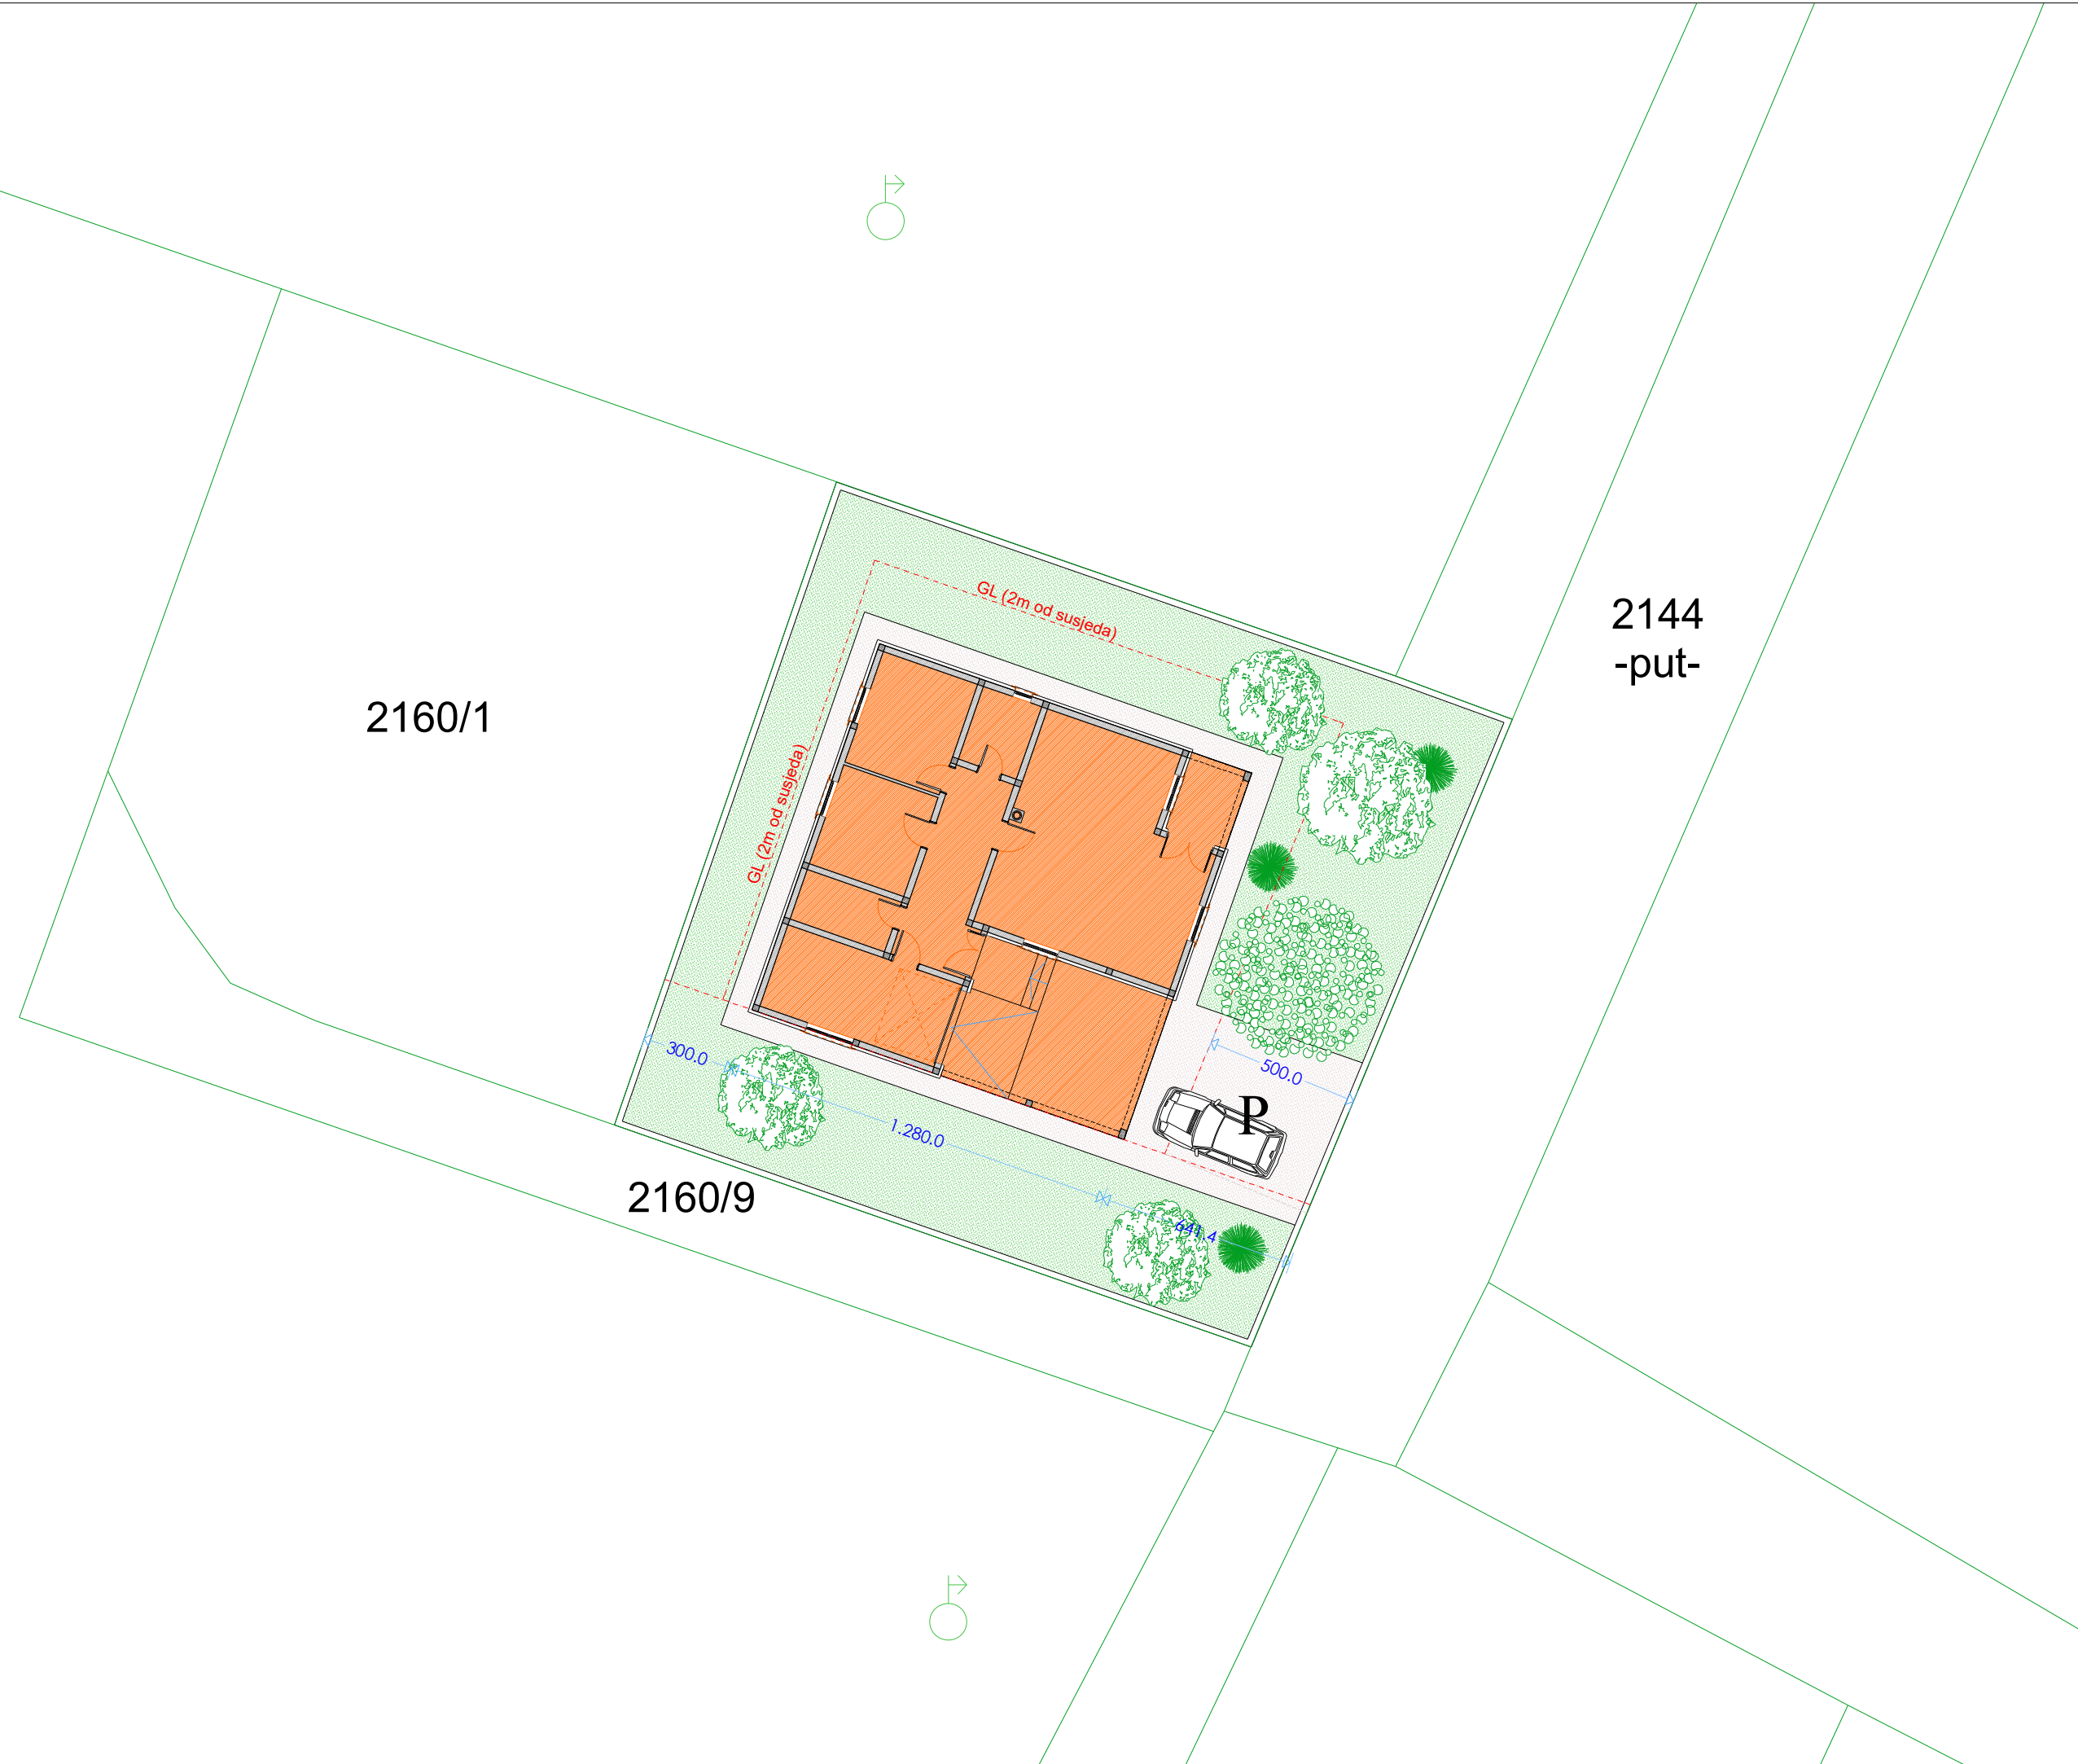 GL (2m od susjeda)
2144
-put-
2160/1
GL (2m od susjeda)
300.0
500.0
P
1.280.0
2160/9
641.4